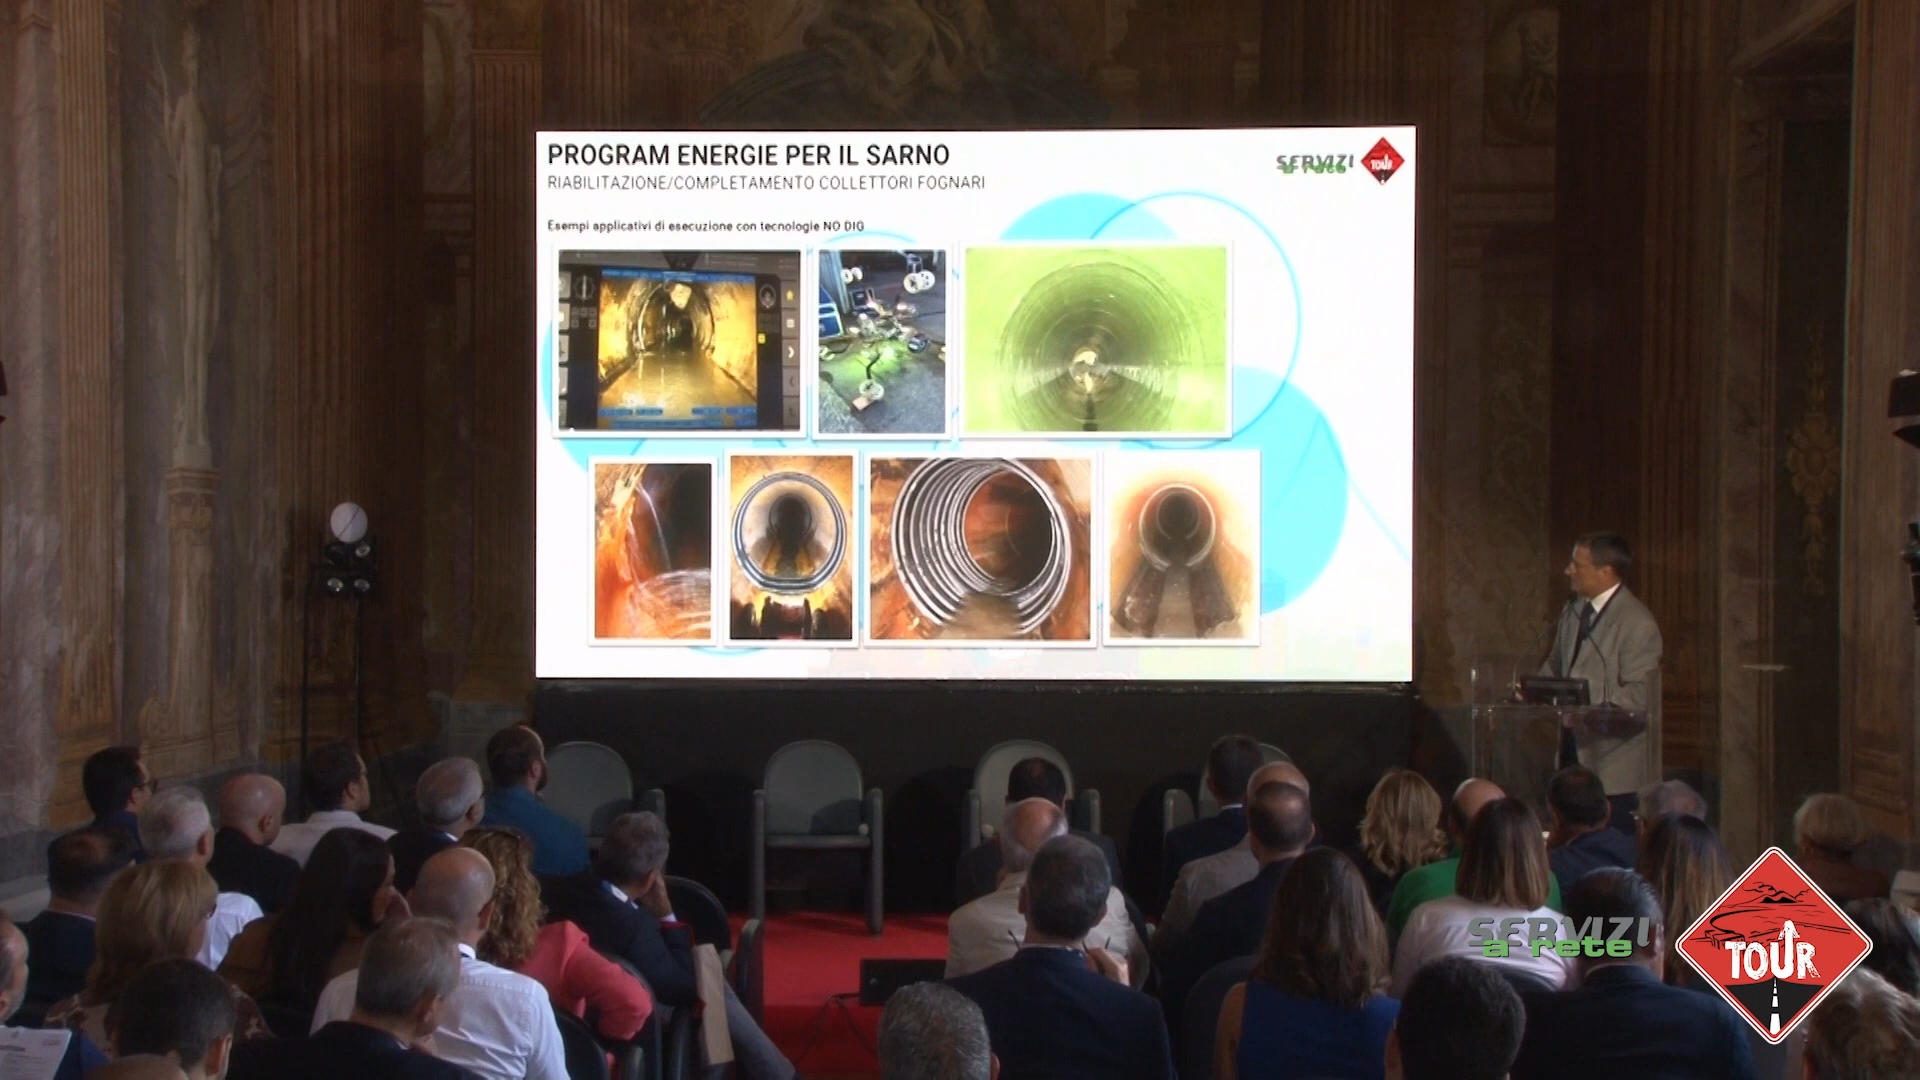 PROGRAM ENERGIE PER IL SARNO
RIABILITAZIONE/COMPLETAMENTO COLLETTORI FOGNARI
SERVIZI
a rete
TOUR
Esempi applicativi di esecuzione con tecnologie NO DIG
SERVIZI
a rete
TOUR